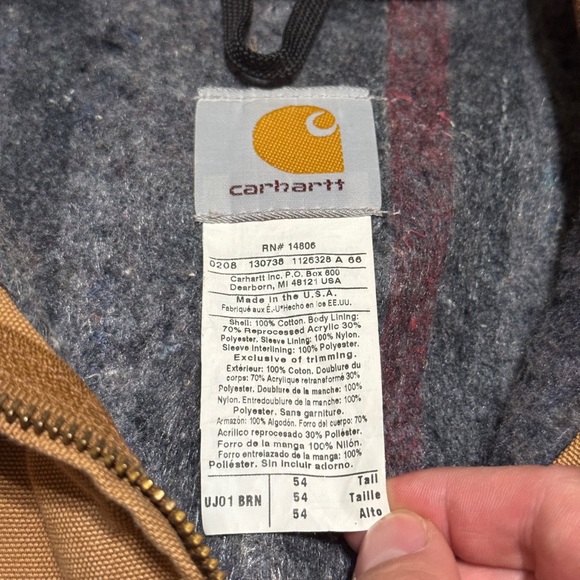 carhartt
RN# 14806
0208 130738 1126328 A 66
Carhartt Inc. P.O. Box 600
Dearborn, MI 48121 USA
Made in the U.S.A.
Fabriqué aux É.-U*Hecho en los EE.UU.
Shell: 100% Cotton. Body Lining:
70% Reprocessed Acrylic 30%
Polyester. Sleeve Lining: 100% Nylon.
Sleeve Interlining: 100% Polyester.
Exclusive of trimming.
Extérieur: 100% Coton. Doublure du
corps: 70% Acrylique retransformé 30%
Polyester. Doublure de la manche: 100%
Nylon. Entredoublure de la manche: 100%
Polyester. Sans garniture.
Armazón: 100% Algodón. Forro del cuerpo: 70%
Acrilico reprocesado 30% Poliéster.
Forro de la manga 100% Nilón.
Forro entrelazado de la manga: 100%
Poliéster. Sin incluir adorno.
54 Tall
UJ01 BRN 54 Taille
54 Alto